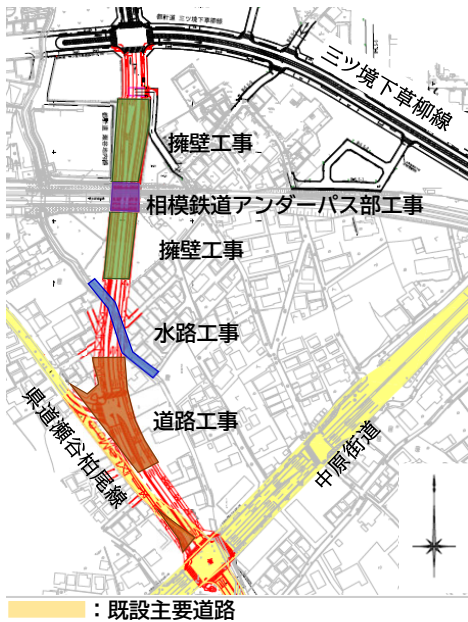 三ツ境下草柳線
擁壁工事
相模鉄道アンダーパス部工事
擁壁工事
水路工事
道路工事
県道瀬谷柏尾線
中原街道
：既設主要道路